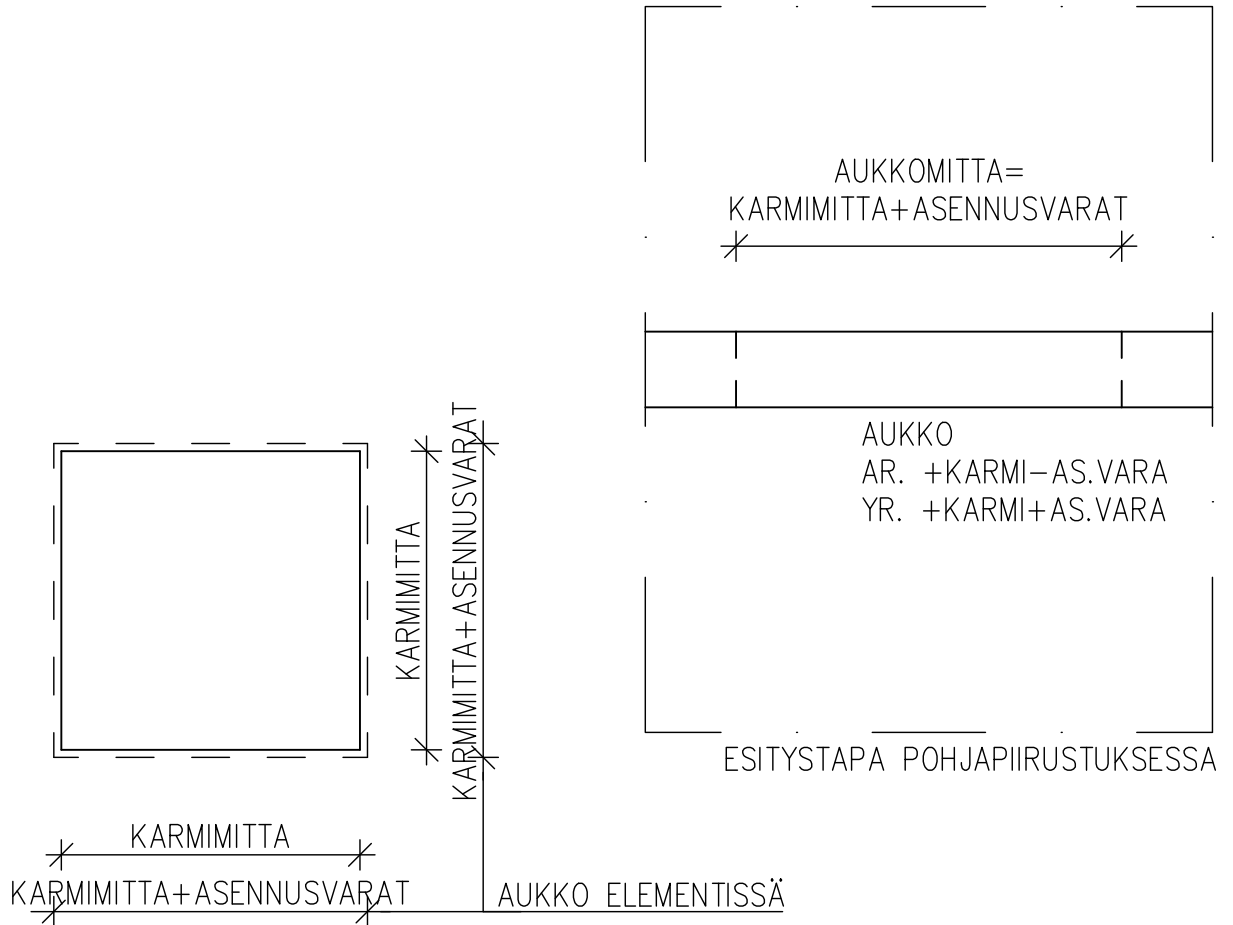 AUKKOMITTA=
KARMIMITTA+ASENNUSVARAT
AUKKO
AR. +KARMI-AS.VARA
YR. +KARMI+AS.VARA
ESITYSTAPA POHJAPIIRUSTUKSESSA
KARMIMITTA
KARMIMITTA+ASENNUSVARAT
KARMIMITTA
KARMIMITTA+ASENNUSVARAT
AUKKO ELEMENTISSÄ